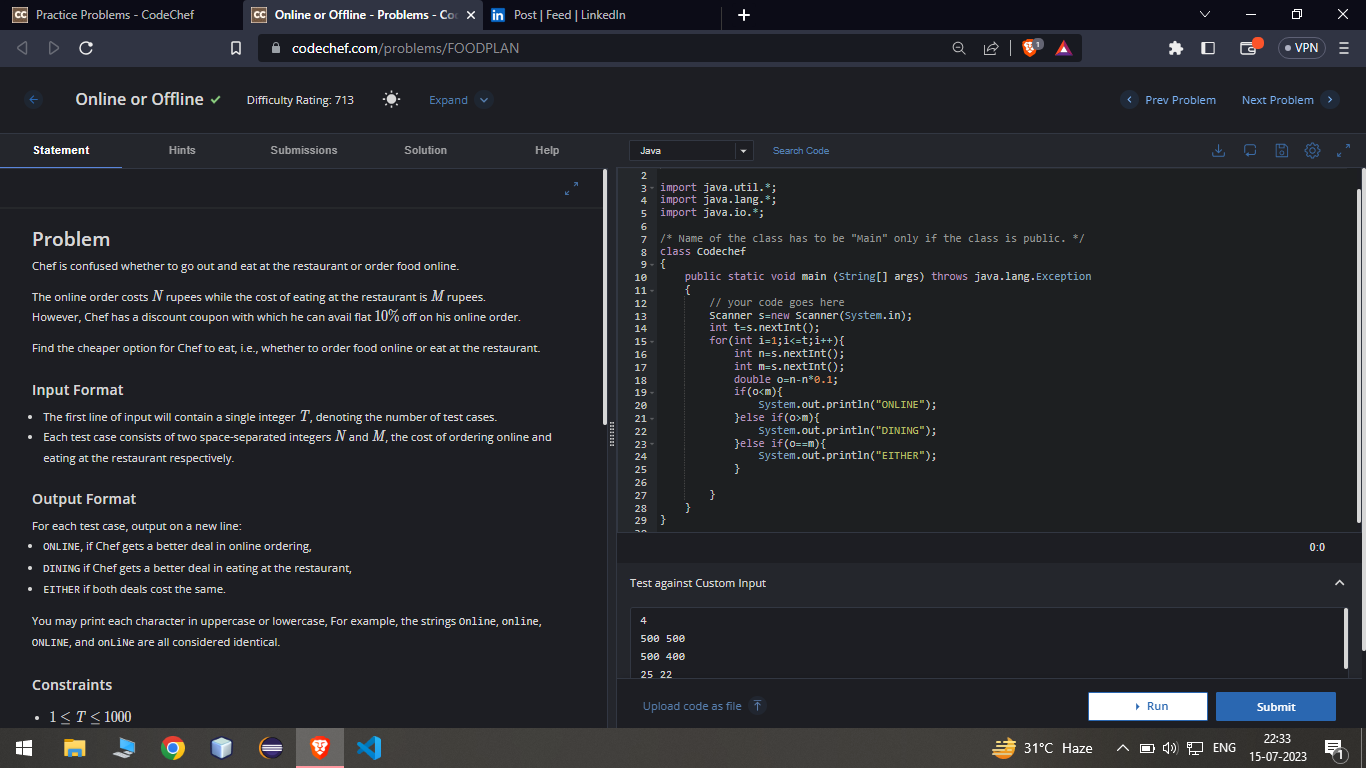 Practice Problems - CodeChef
Online or Offline - Problems - Co
Post | Feed | LinkedIn
codechef.com/problems/FOODPLAN
1
VPN
Online or Offline
Difficulty Rating: 713
Expand
Prev Problem
Next Problem
Statement
Hints
Submissions
Solution
Help
Java
Search Code
Problem
Chef is confused whether to go out and eat at the restaurant or order food online.
The online order costs N rupees while the cost of eating at the restaurant is M rupees.
However, Chef has a discount coupon with which he can avail flat 10% off on his online order.
Find the cheaper option for Chef to eat, i.e., whether to order food online or eat at the restaurant.
Input Format
• The first line of input will contain a single integer T, denoting the number of test cases.
• Each test case consists of two space-separated integers N and M, the cost of ordering online and
eating at the restaurant respectively.
Output Format
For each test case, output on a new line:
• ONLINE, if Chef gets a better deal in online ordering,
• DINING if Chef gets a better deal in eating at the restaurant,
• EITHER if both deals cost the same.
You may print each character in uppercase or lowercase, For example, the strings Online, online,
ONLINE, and onLiNe are all considered identical.
Constraints
• 1 ≤ T ≤ 1000
2
3 import java.util.*;
4 import java.lang.*;
5 import java.io.*;
6
7 /* Name of the class has to be "Main" only if the class is public. */
8 class Codechef
9 {
10 public static void main (String[] args) throws java.lang.Exception
11 {
12 // your code goes here
13 Scanner s=new Scanner(System.in);
14 int t=s.nextInt();
15 for(int i=1;i<=t;i++){
16 int n=s.nextInt();
17 int m=s.nextInt();
18 double o=n-n*0.1;
19 if(o<m){
20 System.out.println("ONLINE");
21 }else if(o>m){
22 System.out.println("DINING");
23 }else if(o==m){
24 System.out.println("EITHER");
25 }
26
27 }
28 }
29 }
0:0
Test against Custom Input
4
500 500
500 400
25 22
Upload code as file
Run
Submit
31°C Haze
ENG
22:33
15-07-2023
1